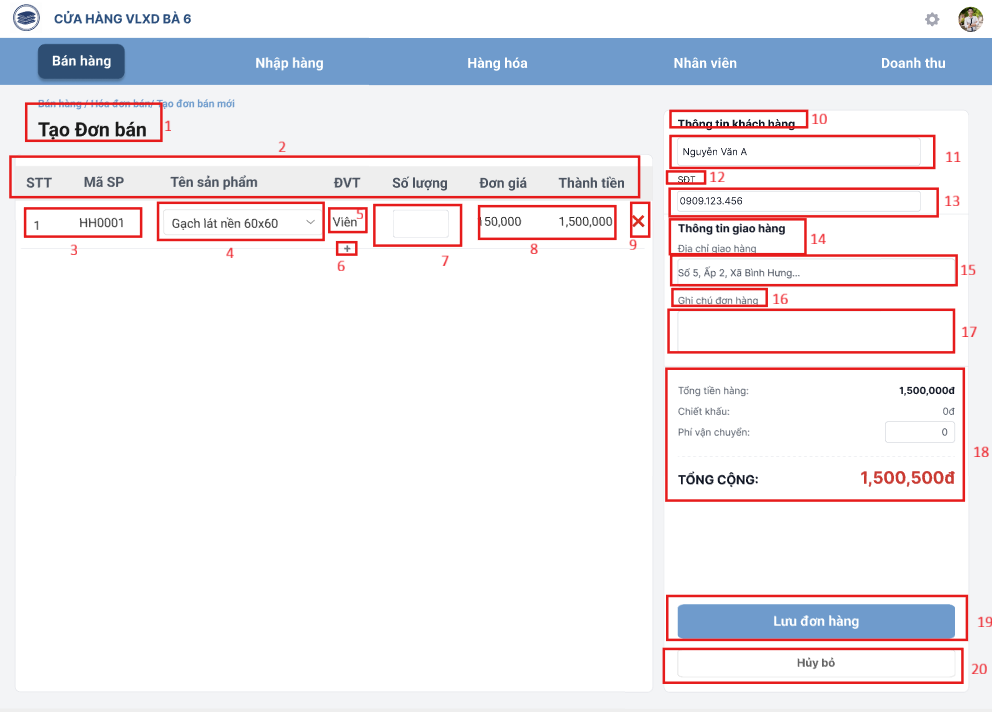 CỬA HÀNG VLXD BÀ 6
Bán hàng Nhập hàng Hàng hóa Nhân viên Doanh thu
Bán hàng / Hóa đơn bán/ Tạo đơn bán mới
Tạo Đơn bán 1
2
STT Mã SP Tên sản phẩm ĐVT Số lượng Đơn giá Thành tiền
1 HH0001 Gạch lát nền 60x60 Viên 5 150,000 1,500,000
3 4 + 6 7 8 9
Thông tin khách hàng 10
Nguyễn Văn A 11
SĐT 12
0909.123.456 13
Thông tin giao hàng 14
Địa chỉ giao hàng
Số 5, Ấp 2, Xã Bình Hưng... 15
Ghi chú đơn hàng 16
17
Tổng tiền hàng: 1,500,000đ
Chiết khấu: 0đ
Phí vận chuyển: 0
18
TỔNG CỘNG: 1,500,500đ
Lưu đơn hàng 19
Hủy bỏ 20